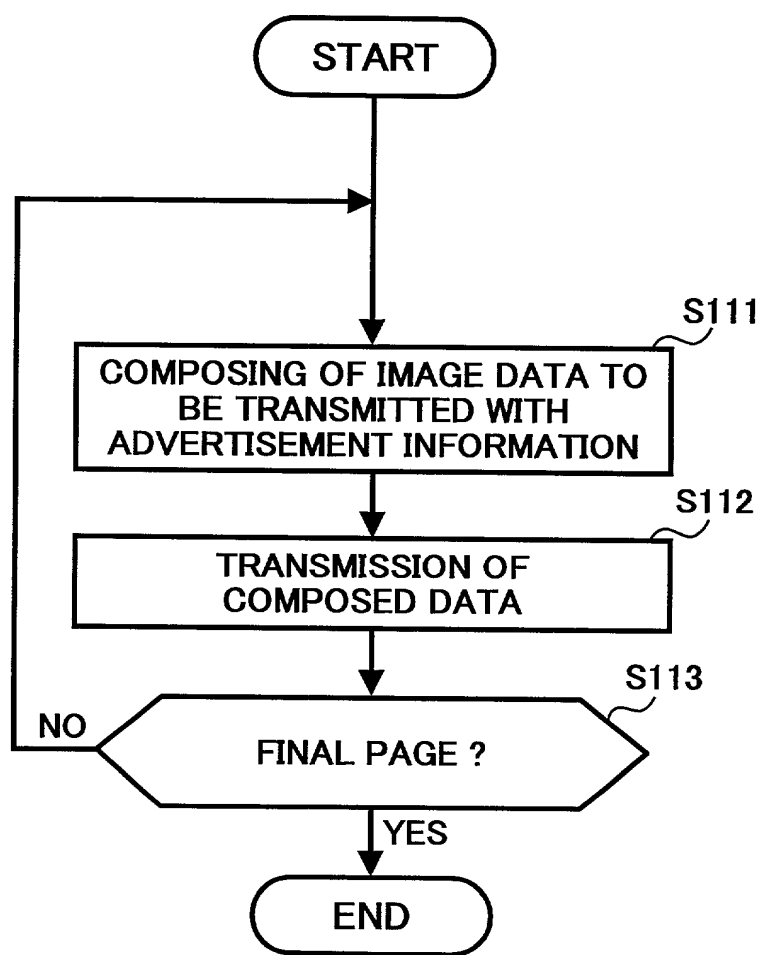 START
S111
COMPOSING OF IMAGE DATA TO
BE TRANSMITTED WITH
ADVERTISEMENT INFORMATION
S112
TRANSMISSION OF
COMPOSED DATA
S113
NO
FINAL PAGE ?
YES
END